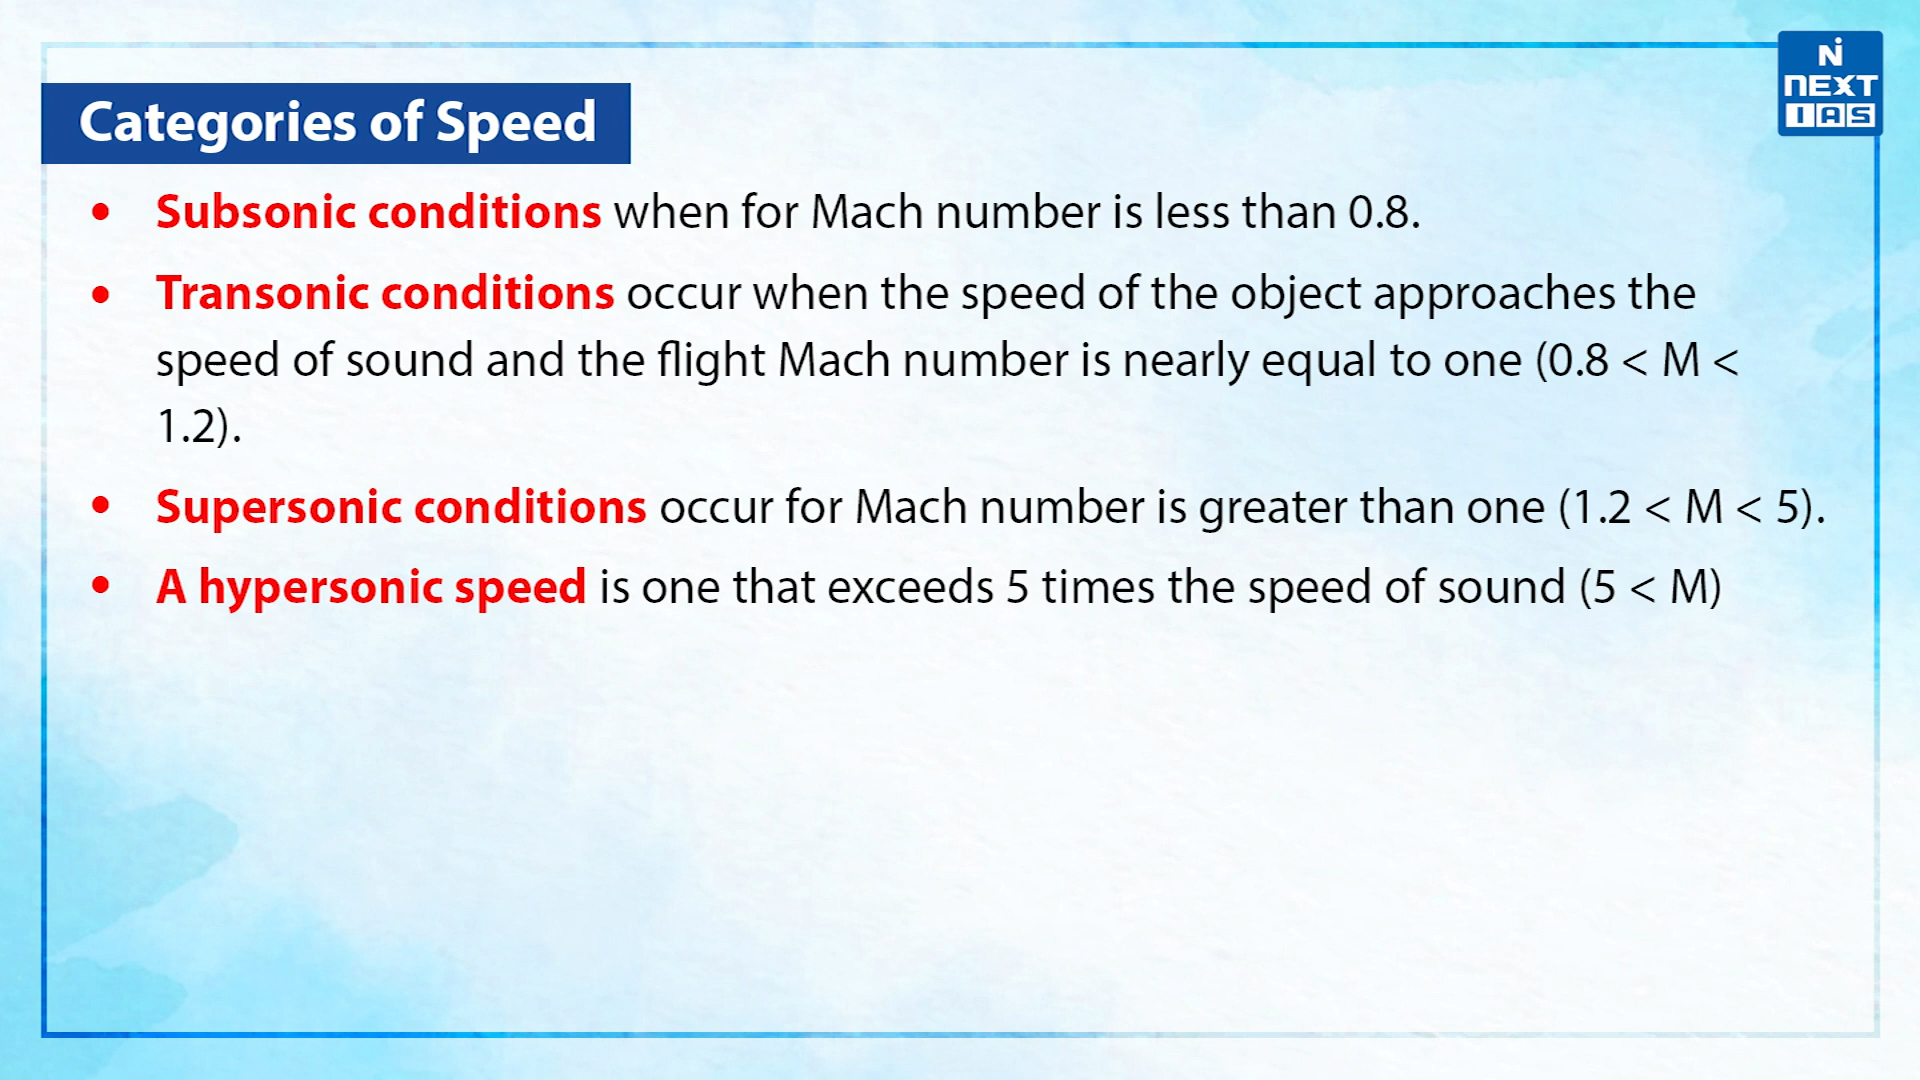 NEXT
IAS
Categories of Speed
• Subsonic conditions when for Mach number is less than 0.8.
• Transonic conditions occur when the speed of the object approaches the
speed of sound and the flight Mach number is nearly equal to one (0.8 < M <
1.2).
• Supersonic conditions occur for Mach number is greater than one (1.2 < M < 5).
• A hypersonic speed is one that exceeds 5 times the speed of sound (5 < M)